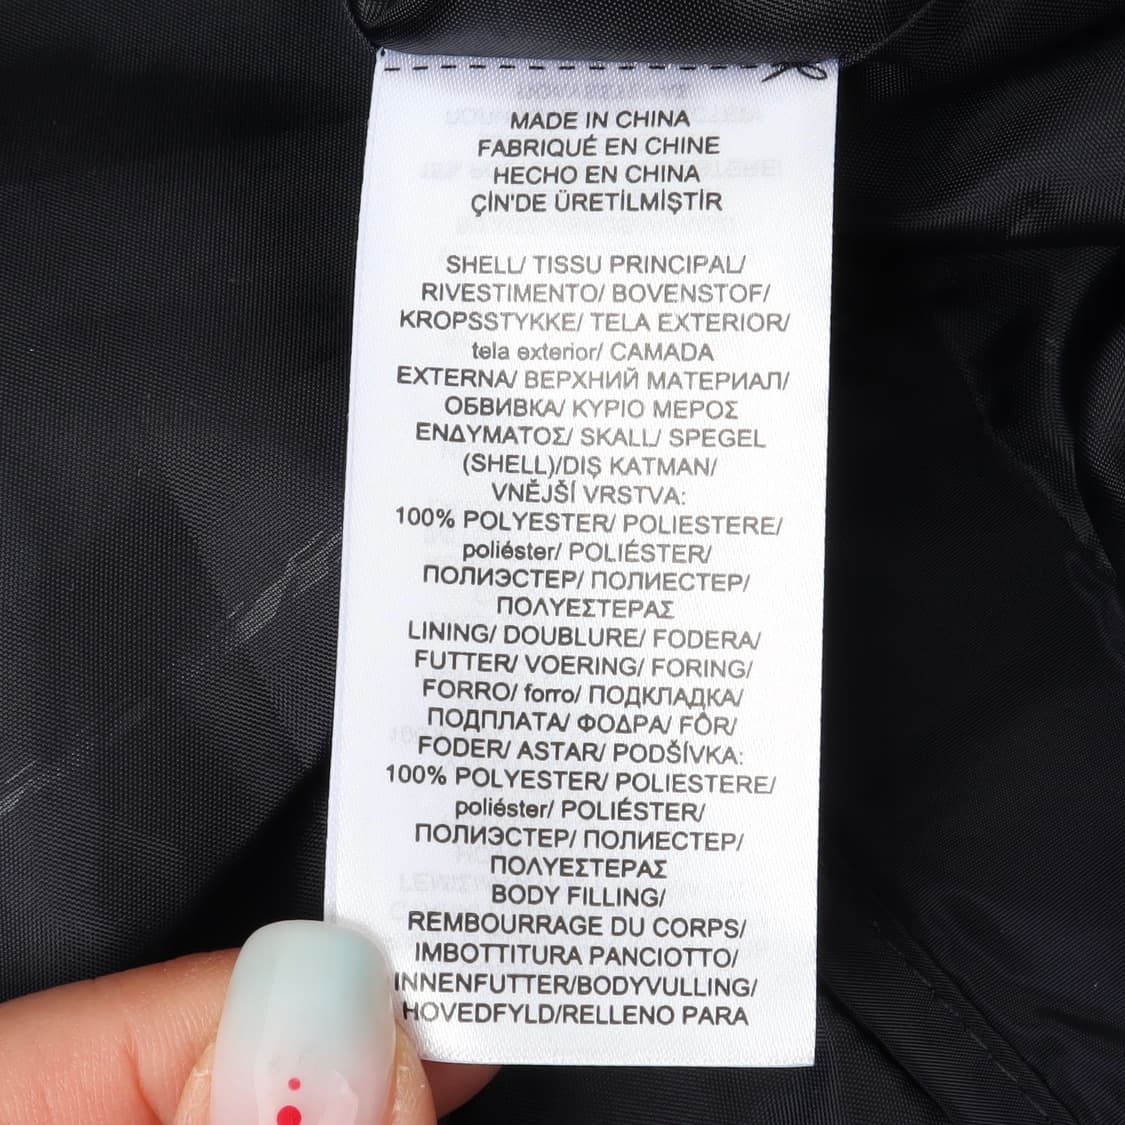 MADE IN CHINA
FABRIQUÉ EN CHINE
HECHO EN CHINA
ÇİN'DE ÜRETİLMİŞTİR
SHELL/ TISSU PRINCIPAL/
RIVESTIMENTO/ BOVENSTOF/
KROPSSTYKKE/ TELA EXTERIOR/
tela exterior/ CAMADA
EXTERNA/ ВЕРХНИЙ МАТЕРИАЛ/
ОБВИВКА/ ΚΥΡΙΟ ΜΕΡΟΣ
ΕΝΔΥΜΑΤΟΣ/ SKALL/ SPEGEL
(SHELL)/DIŞ KATMAN/
VNĚJŠÍ VRSTVA:
100% POLYESTER/ POLIESTERE/
poliéster/ POLIÉSTER/
ПОЛИЭСТЕР/ ПОЛИЕСТЕР/
ΠΟΛΥΕΣΤΕΡΑΣ
LINING/ DOUBLURE/ FODERA/
FUTTER/ VOERING/ FORING/
FORRO/ forro/ ПОДКЛАДКА/
ПОДПЛАТА/ ΦΟΔΡΑ/ FÔR/
FODER/ ASTAR/ PODŠÍVKA:
100% POLYESTER/ POLIESTERE/
poliéster/ POLIÉSTER/
ПОЛИЭСТЕР/ ПОЛИЕСТЕР/
ΠΟΛΥΕΣΤΕΡΑΣ
BODY FILLING/
REMBOURRAGE DU CORPS/
IMBOTTITURA PANCIOTTO/
INNENFUTTER/BODYVULLING/
HOVEDFYLD/RELLENO PARA